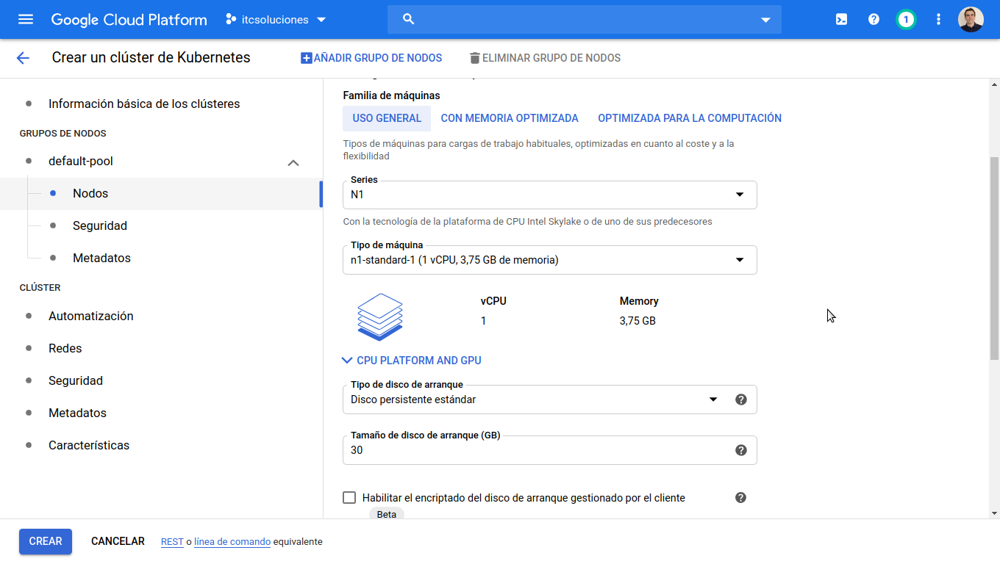 Google Cloud Platform
itcsoluciones
1
Crear un clúster de Kubernetes
AÑADIR GRUPO DE NODOS
ELIMINAR GRUPO DE NODOS
Información básica de los clústeres
GRUPOS DE NODOS
default-pool
Nodos
Seguridad
Metadatos
CLÚSTER
Automatización
Redes
Seguridad
Metadatos
Características
Familia de máquinas
USO GENERAL
CON MEMORIA OPTIMIZADA
OPTIMIZADA PARA LA COMPUTACIÓN
Tipos de máquinas para cargas de trabajo habituales, optimizadas en cuanto al coste y a la
flexibilidad
Series
N1
Con la tecnología de la plataforma de CPU Intel Skylake o de uno de sus predecesores
Tipo de máquina
n1-standard-1 (1 vCPU, 3,75 GB de memoria)
vCPU
1
Memory
3,75 GB
CPU PLATFORM AND GPU
Tipo de disco de arranque
Disco persistente estándar
Tamaño de disco de arranque (GB)
30
Habilitar el encriptado del disco de arranque gestionado por el cliente
Beta
CREAR
CANCELAR
REST o línea de comando equivalente